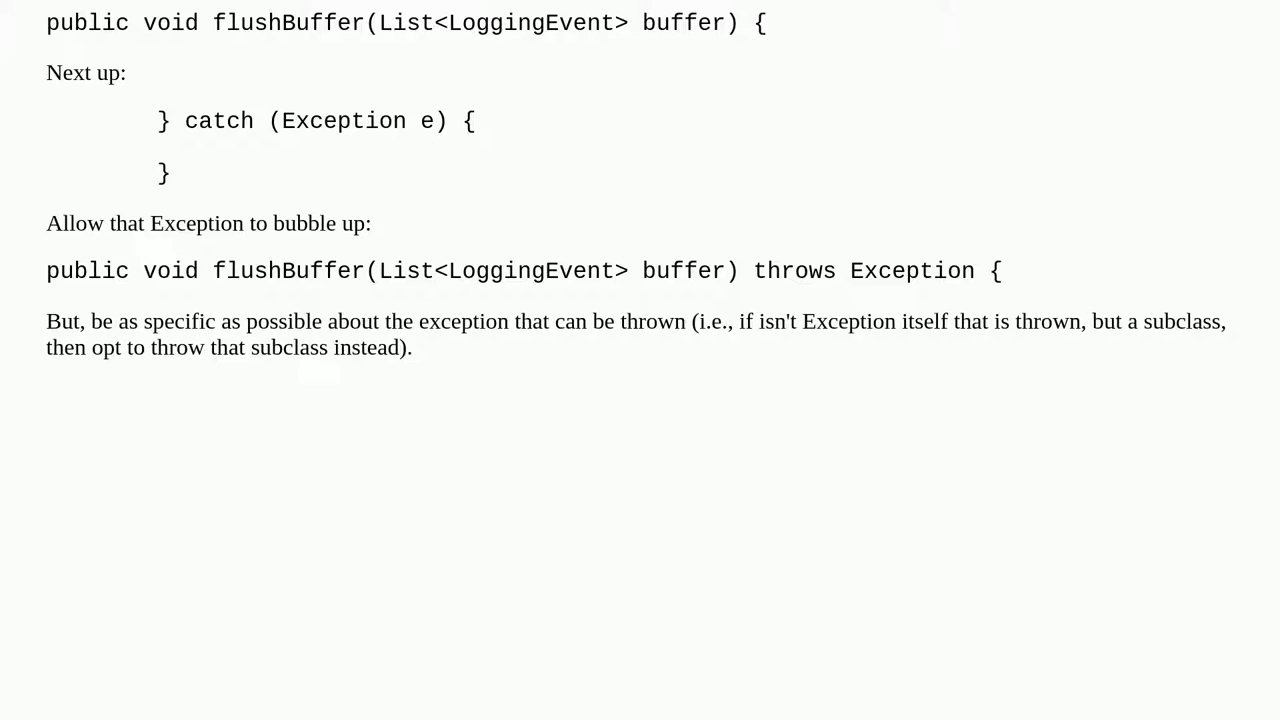 public void flushBuffer(List<LoggingEvent> buffer) {
Next up:
} catch (Exception e) {
}
Allow that Exception to bubble up:
public void flushBuffer(List<LoggingEvent> buffer) throws Exception {
But, be as specific as possible about the exception that can be thrown (i.e., if isn't Exception itself that is thrown, but a subclass,
then opt to throw that subclass instead).